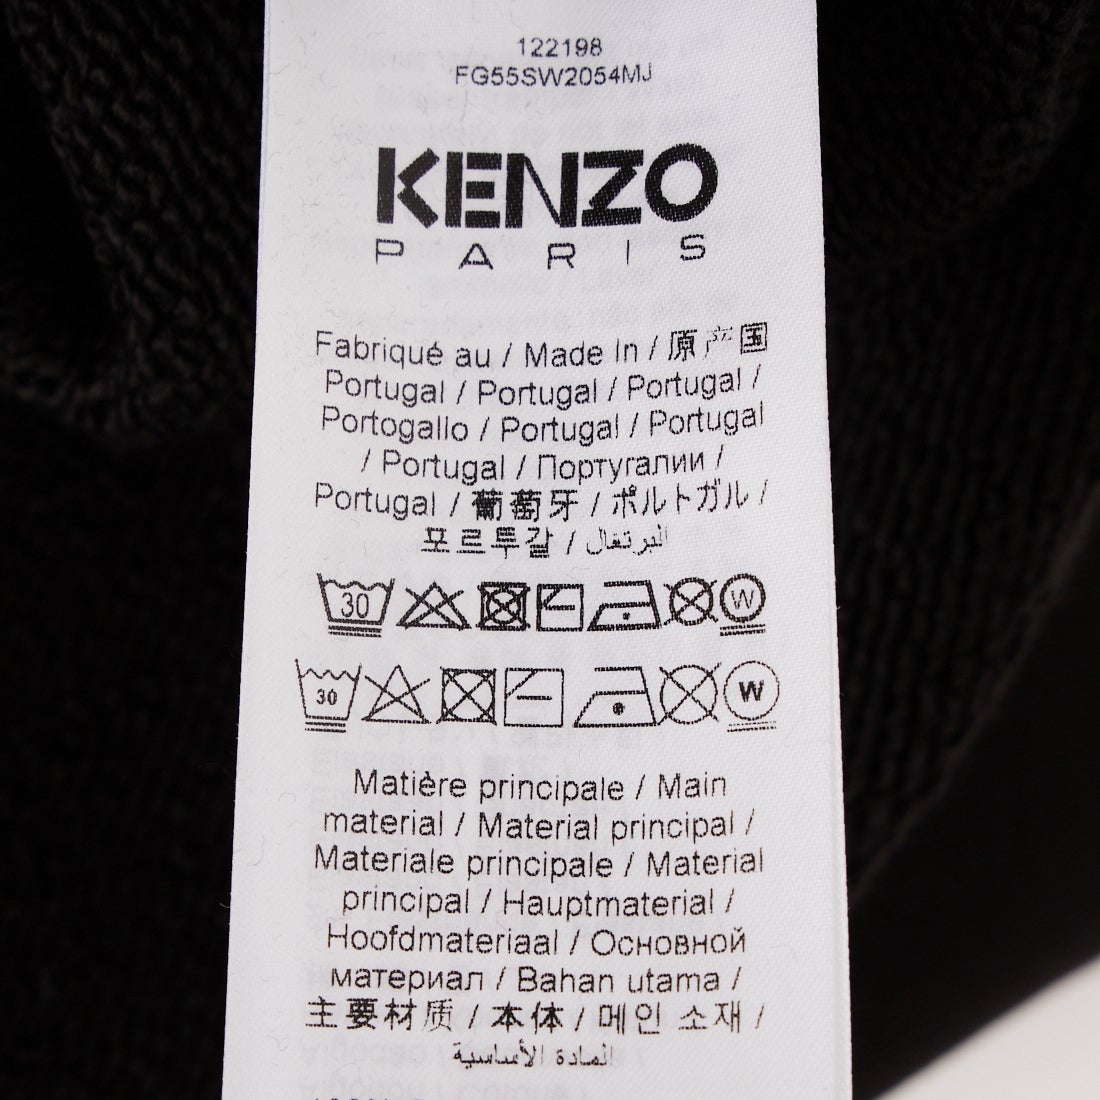 122198
FG55SW2054MJ
KENZO
PARIS
Fabriqué au / Made In / 原产国
Portugal / Portugal / Portugal /
Portogallo / Portugal / Portugal
/ Portugal / Португалии /
Portugal / 葡萄牙 / ポルトガル /
포르투갈 / البرتغال
30 W
30 W
Matière principale / Main
material / Material principal /
Materiale principale / Material
principal / Hauptmaterial /
Hoofdmateriaal / Основной
материал / Bahan utama /
主要材质 / 本体 / 메인 소재 /
المادة الأساسية